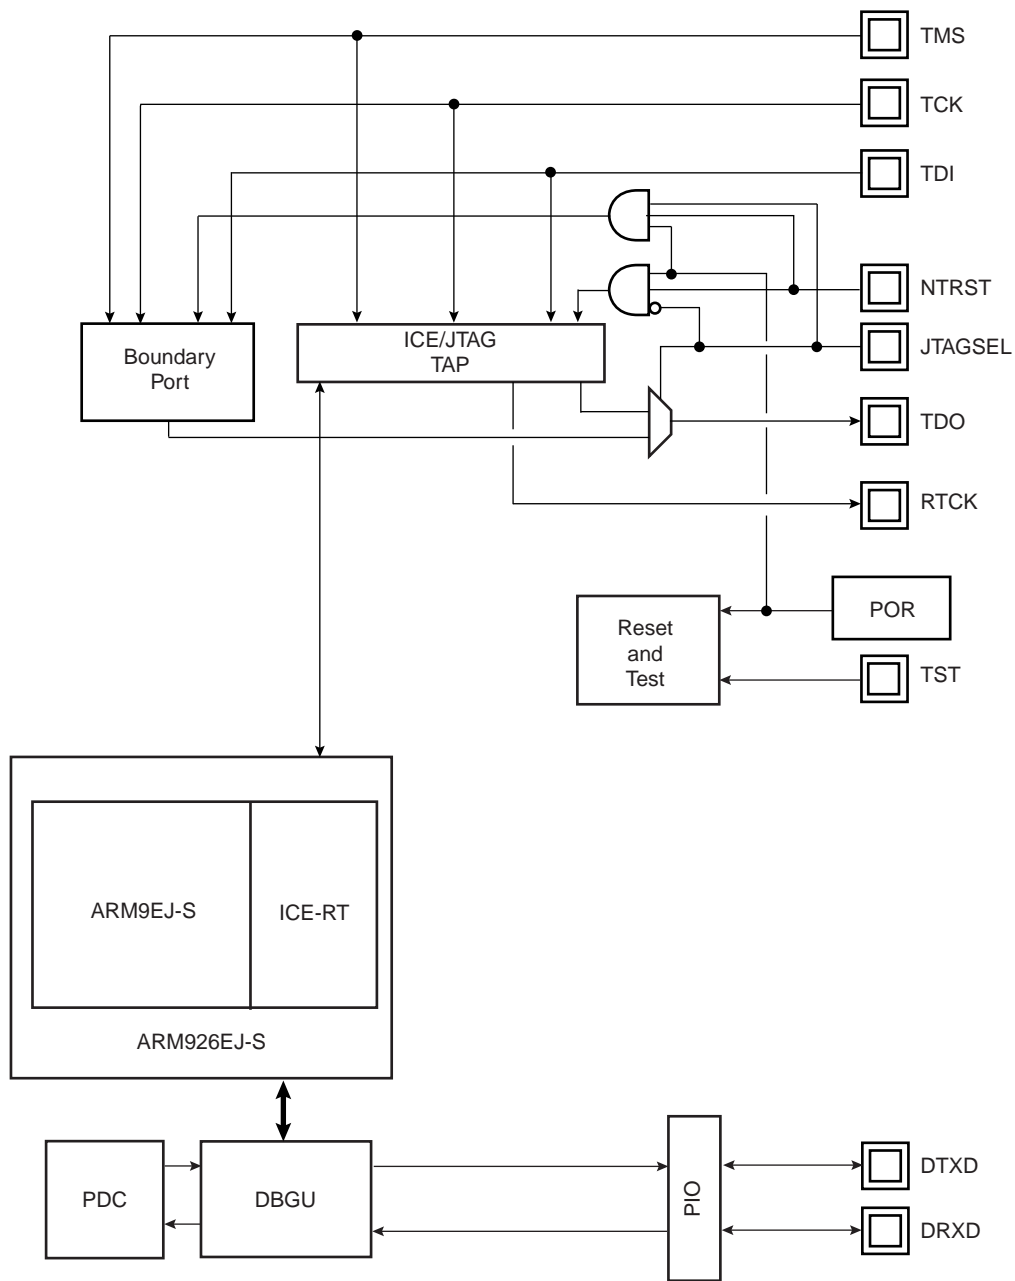 TMS
TCK
TDI
NTRST
JTAGSEL
Boundary
Port
ICE/JTAG
TAP
TDO
RTCK
POR
Reset
and
Test
TST
ARM9EJ-S
ICE-RT
ARM926EJ-S
PDC
DBGU
PIO
DTXD
DRXD